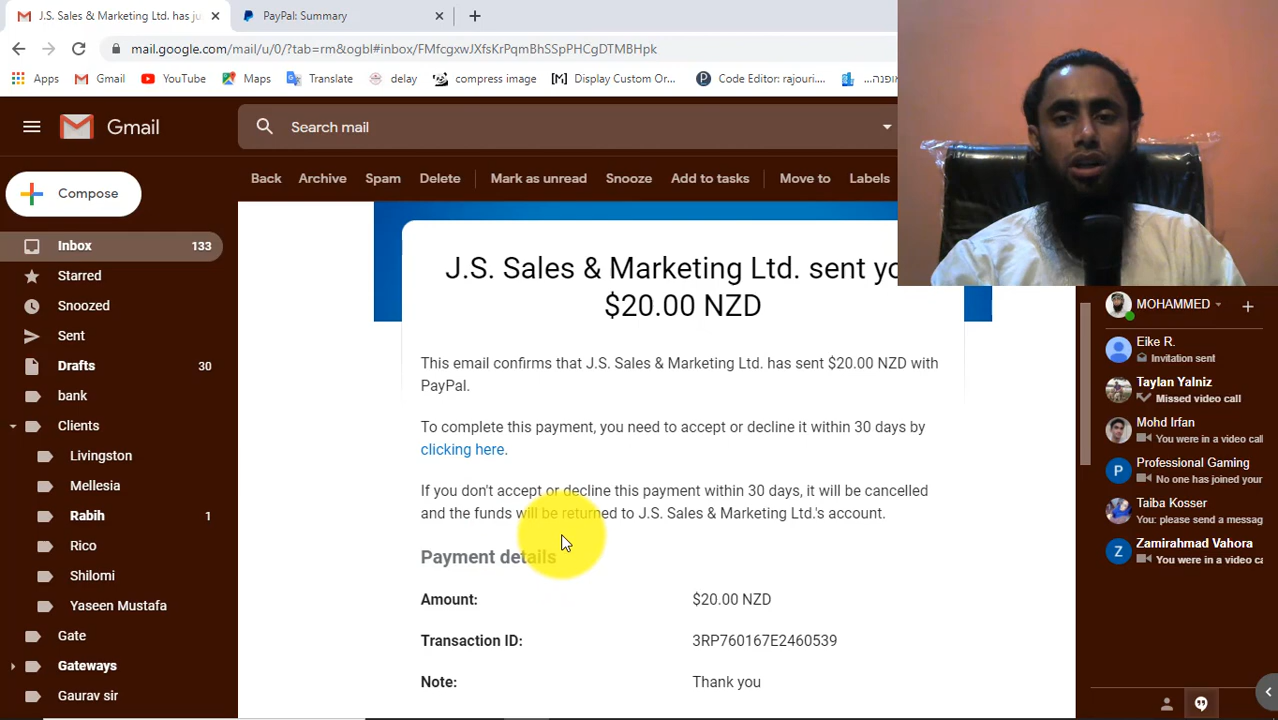 J.S. Sales & Marketing Ltd. has ju
PayPal: Summary
mail.google.com/mail/u/0/?tab=rm&ogbl#inbox/FMfcgxwJXfsKrPqmBhSSpPHCgDTMBHpk
Apps
Gmail
YouTube
Maps
Translate
delay
compress image
Display Custom Or...
Code Editor: rajouri....
...אופנה
Gmail
Search mail
Compose
Back
Archive
Spam
Delete
Mark as unread
Snooze
Add to tasks
Move to
Labels
Inbox 133
Starred
Snoozed
Sent
Drafts 30
bank
Clients
Livingston
Mellesia
Rabih 1
Rico
Shilomi
Yaseen Mustafa
Gate
Gateways
Gaurav sir
J.S. Sales & Marketing Ltd. sent yo
$20.00 NZD
This email confirms that J.S. Sales & Marketing Ltd. has sent $20.00 NZD with
PayPal.
To complete this payment, you need to accept or decline it within 30 days by
clicking here.
If you don't accept or decline this payment within 30 days, it will be cancelled
and the funds will be returned to J.S. Sales & Marketing Ltd.'s account.
Payment details
Amount: $20.00 NZD
Transaction ID: 3RP760167E2460539
Note: Thank you
MOHAMMED
Eike R.
Invitation sent
Taylan Yalniz
Missed video call
Mohd Irfan
You were in a video call
Professional Gaming
No one has joined your
Taiba Kosser
You: please send a messag
Zamirahmad Vahora
You were in a video ca